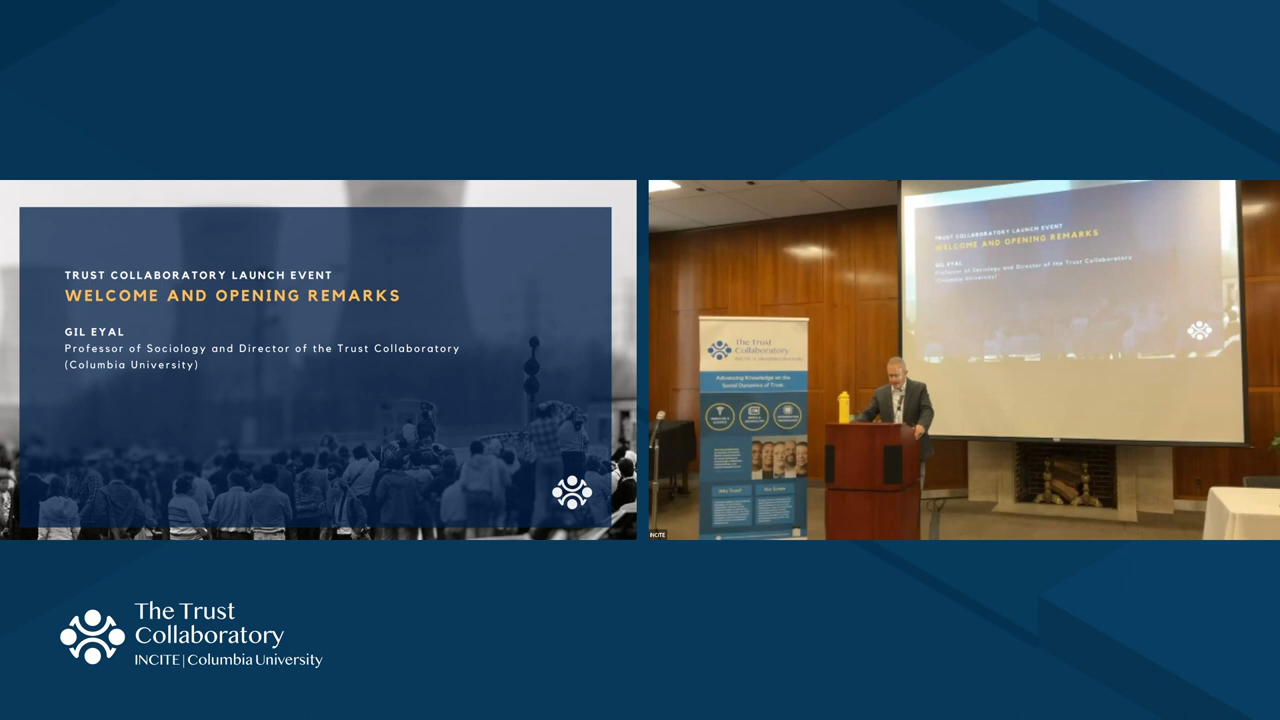 TRUST COLLABORATORY LAUNCH EVENT
WELCOME AND OPENING REMARKS
GIL EYAL
Professor of Sociology and Director of the Trust Collaboratory
(Columbia University)
TRUST COLLABORATORY LAUNCH EVENT
WELCOME AND OPENING REMARKS
GIL EYAL
Professor of Sociology and Director of the Trust Collaboratory
(Columbia University)
The Trust
Collaboratory
Advancing Knowledge on the
Social Dynamics of Trust.
Why Trust?
INCITE
The Trust
Collaboratory
INCITE | Columbia University